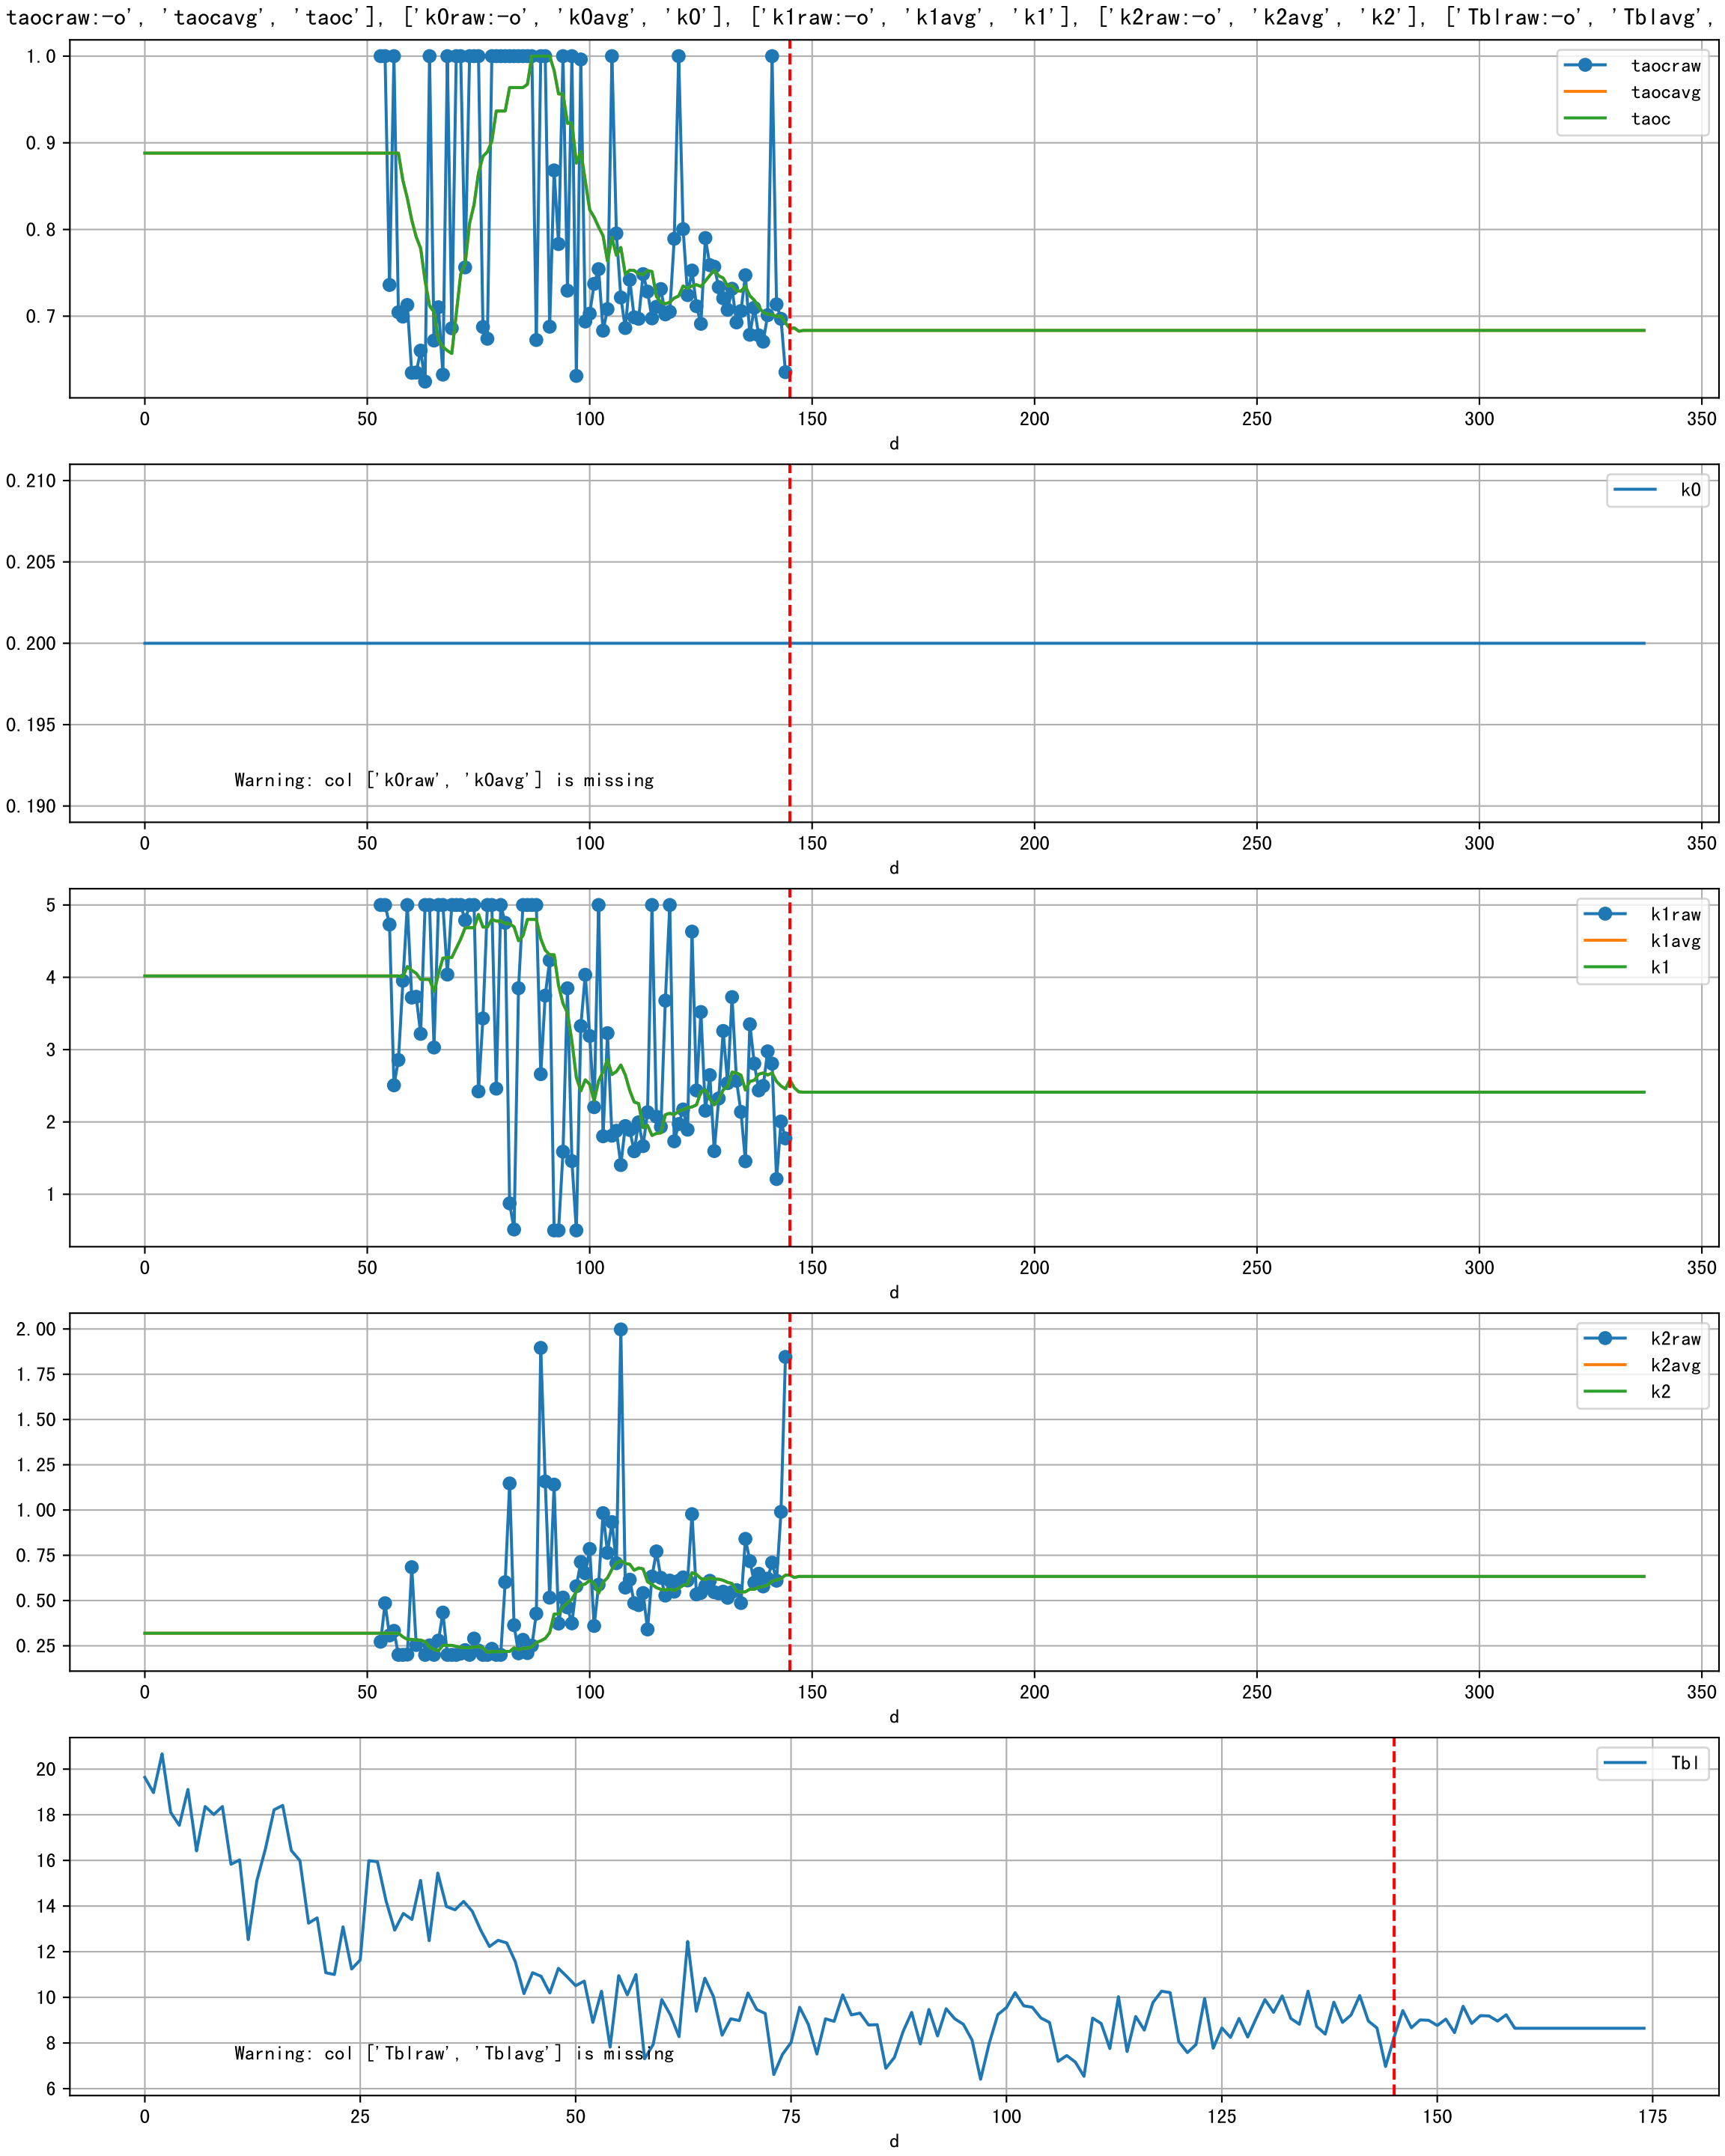 taocraw:-o', 'taocavg', 'taoc'], ['k0raw:-o', 'k0avg', 'k0'], ['k1raw:-o', 'k1avg', 'k1'], ['k2raw:-o', 'k2avg', 'k2'], ['Tblraw:-o', 'Tblavg',
1.0
0.9
0.8
0.7
taocraw
taocavg
taoc
0 50 100 150 200 250 300 350
d
0.210
0.205
0.200
0.195
0.190
k0
Warning: col ['k0raw', 'k0avg'] is missing
0 50 100 150 200 250 300 350
d
5
4
3
2
1
k1raw
k1avg
k1
0 50 100 150 200 250 300 350
d
2.00
1.75
1.50
1.25
1.00
0.75
0.50
0.25
k2raw
k2avg
k2
0 50 100 150 200 250 300 350
d
20
18
16
14
12
10
8
6
Tbl
Warning: col ['Tblraw', 'Tblavg'] is missing
0 25 50 75 100 125 150 175
d